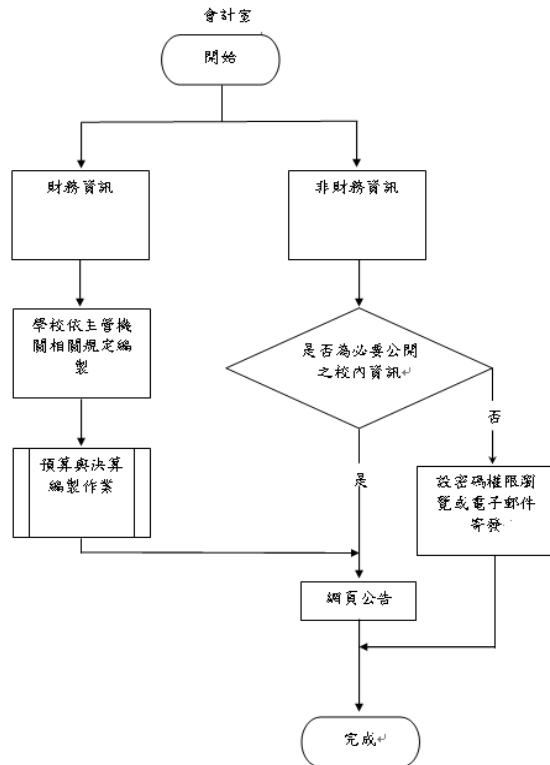 會計室
開始
財務資訊
非財務資訊
學校依主管機
關相關規定編
製
是否為必要公開
之校內資訊
否
預算與決算
編製作業
是
設密碼權限瀏
覽或電子郵件
寄發
網頁公告
完成